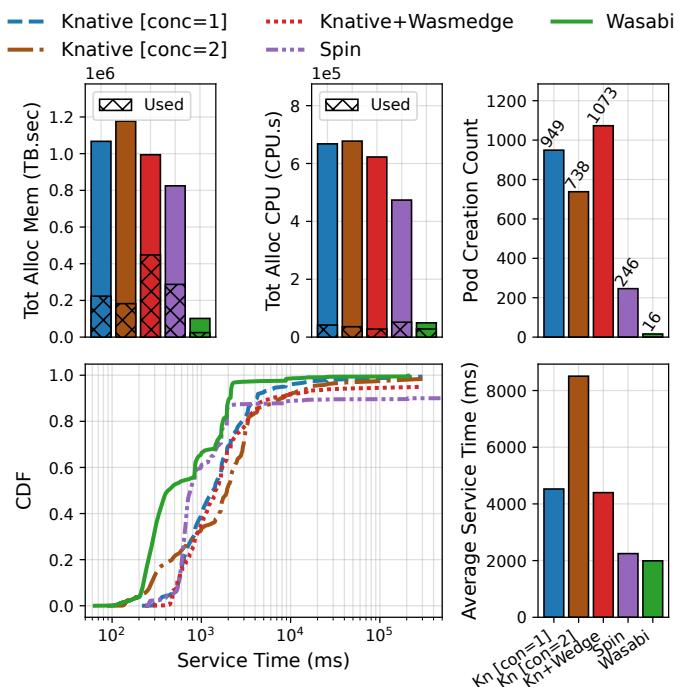 Knative [conc=1] Knative+Wasmedge Wasabi
Knative [conc=2] Spin
1e6 1e5
Used Used
Tot Alloc Mem (TB.sec)
1.2
1.0
0.8
0.6
0.4
0.2
0.0
Tot Alloc CPU (CPU.s)
8
6
4
2
0
Pod Creation Count
1200
1000
800
600
400
200
0
949
738
1073
246
16
CDF
1.0
0.8
0.6
0.4
0.2
0.0
10² 10³ 10⁴ 10⁵
Service Time (ms)
Average Service Time (ms)
8000
6000
4000
2000
0
Kn [con=1]
Kn [con=2]
Kn+Wedge
Spin
Wasabi